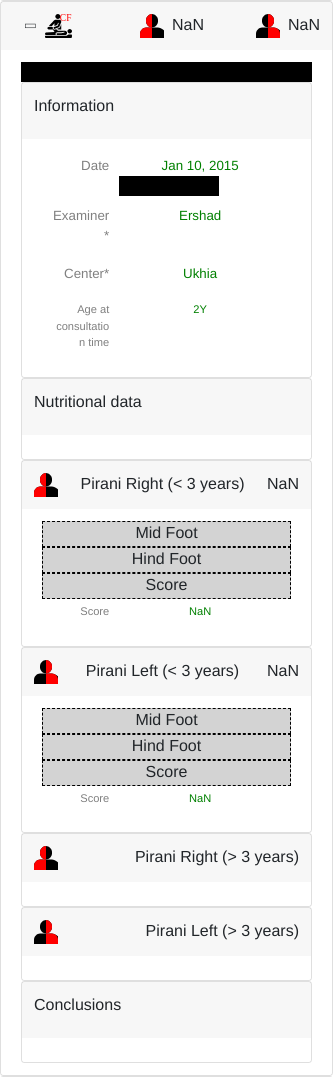 CF NaN NaN
Information
Date Jan 10, 2015
Examiner Ershad
*
Center* Ukhia
Age at 2Y
consultatio
n time
Nutritional data
Pirani Right (< 3 years) NaN
Mid Foot
Hind Foot
Score
Score NaN
Pirani Left (< 3 years) NaN
Mid Foot
Hind Foot
Score
Score NaN
Pirani Right (> 3 years)
Pirani Left (> 3 years)
Conclusions